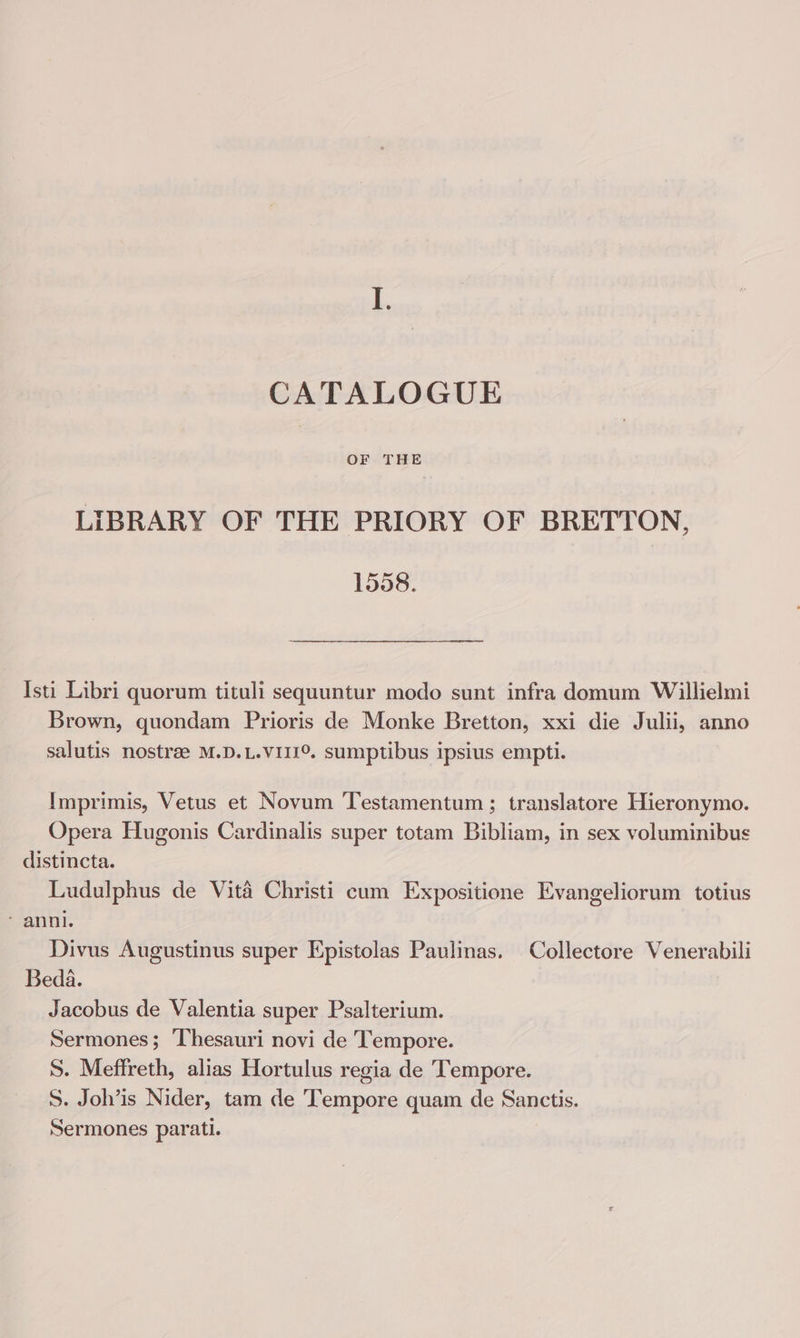 I.
CATALOGUE
OF THE
LIBRARY OF THE PRIORY OF BRETTON,
1558.
Isti Libri quorum tituli sequuntur modo sunt infra domum Willielmi
Brown, quondam Prioris de Monke Bretton, xxi die Julii, anno
salutis nostræ M.D.L.VIIIº. sumptibus ipsius empti.
Imprimis, Vetus et Novum Testamentum; translatore Hieronymo.
Opera Hugonis Cardinalis super totam Bibliam, in sex voluminibus
distincta.
Ludulphus de Vitâ Christi cum Expositione Evangeliorum totius
anni.
Divus Augustinus super Epistolas Paulinas. Collectore Venerabili
Bedâ.
Jacobus de Valentia super Psalterium.
Sermones; Thesauri novi de Tempore.
S. Meffreth, alias Hortulus regia de Tempore.
S. Joh'is Nider, tam de Tempore quam de Sanctis.
Sermones parati.